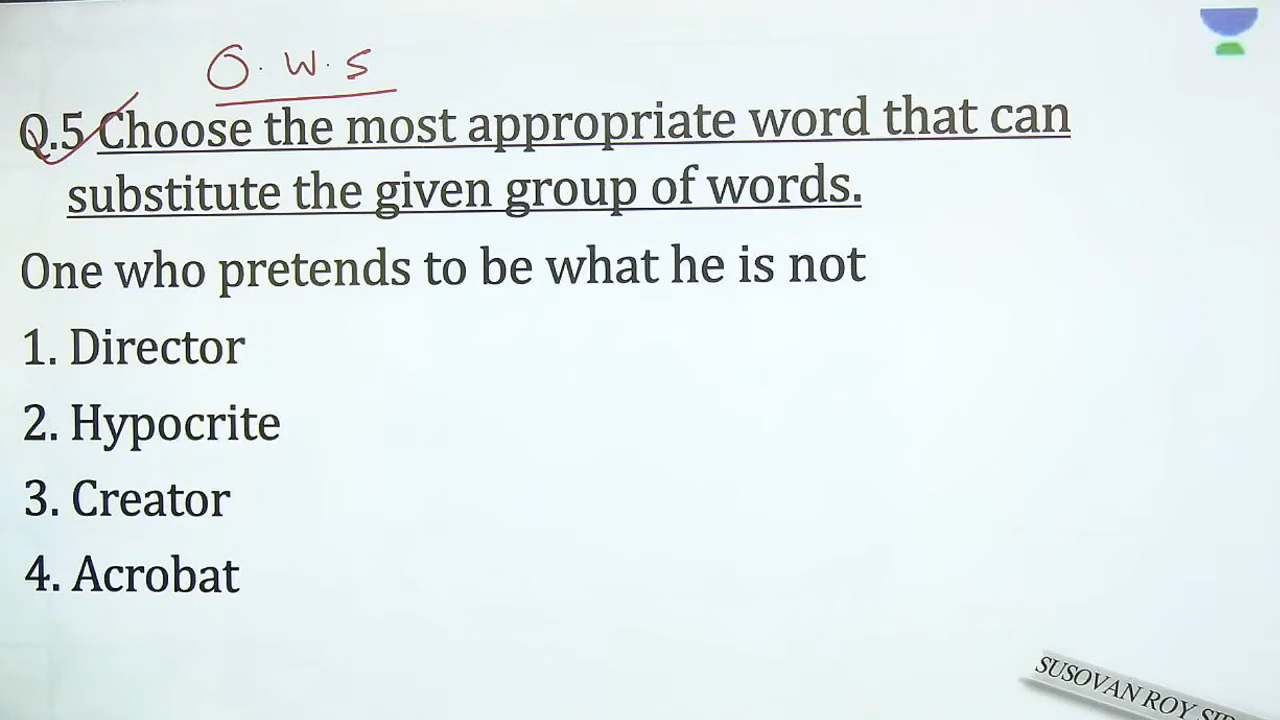 O.W.S
Q.5 Choose the most appropriate word that can
substitute the given group of words.
One who pretends to be what he is not
1. Director
2. Hypocrite
3. Creator
4. Acrobat
SUSOVAN ROY